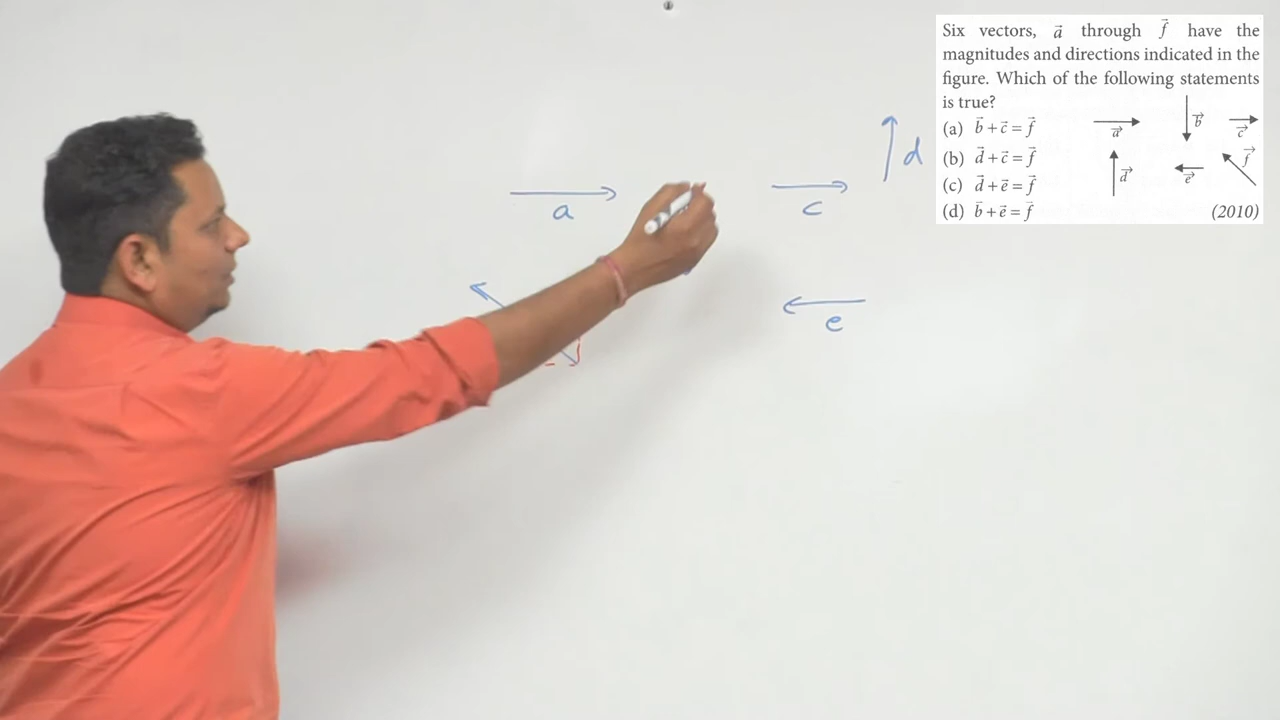 Six vectors, a⃗ through f⃗ have the
magnitudes and directions indicated in the
figure. Which of the following statements
is true?
(a) b⃗ + c⃗ = f⃗
(b) d⃗ + c⃗ = f⃗
(c) d⃗ + e⃗ = f⃗
(d) b⃗ + e⃗ = f⃗
a⃗
b⃗
c⃗
d⃗
e⃗
f⃗
(2010)
a
c
d
e